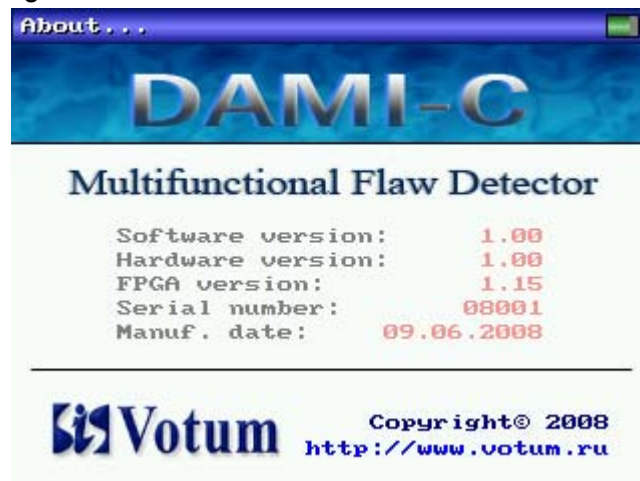 About...
DAMI-C
Multifunctional Flaw Detector
Software version: 1.00
Hardware version: 1.00
FPGA version: 1.15
Serial number: 08001
Manuf. date: 09.06.2008
Votum
Copyright© 2008
http://www.votum.ru